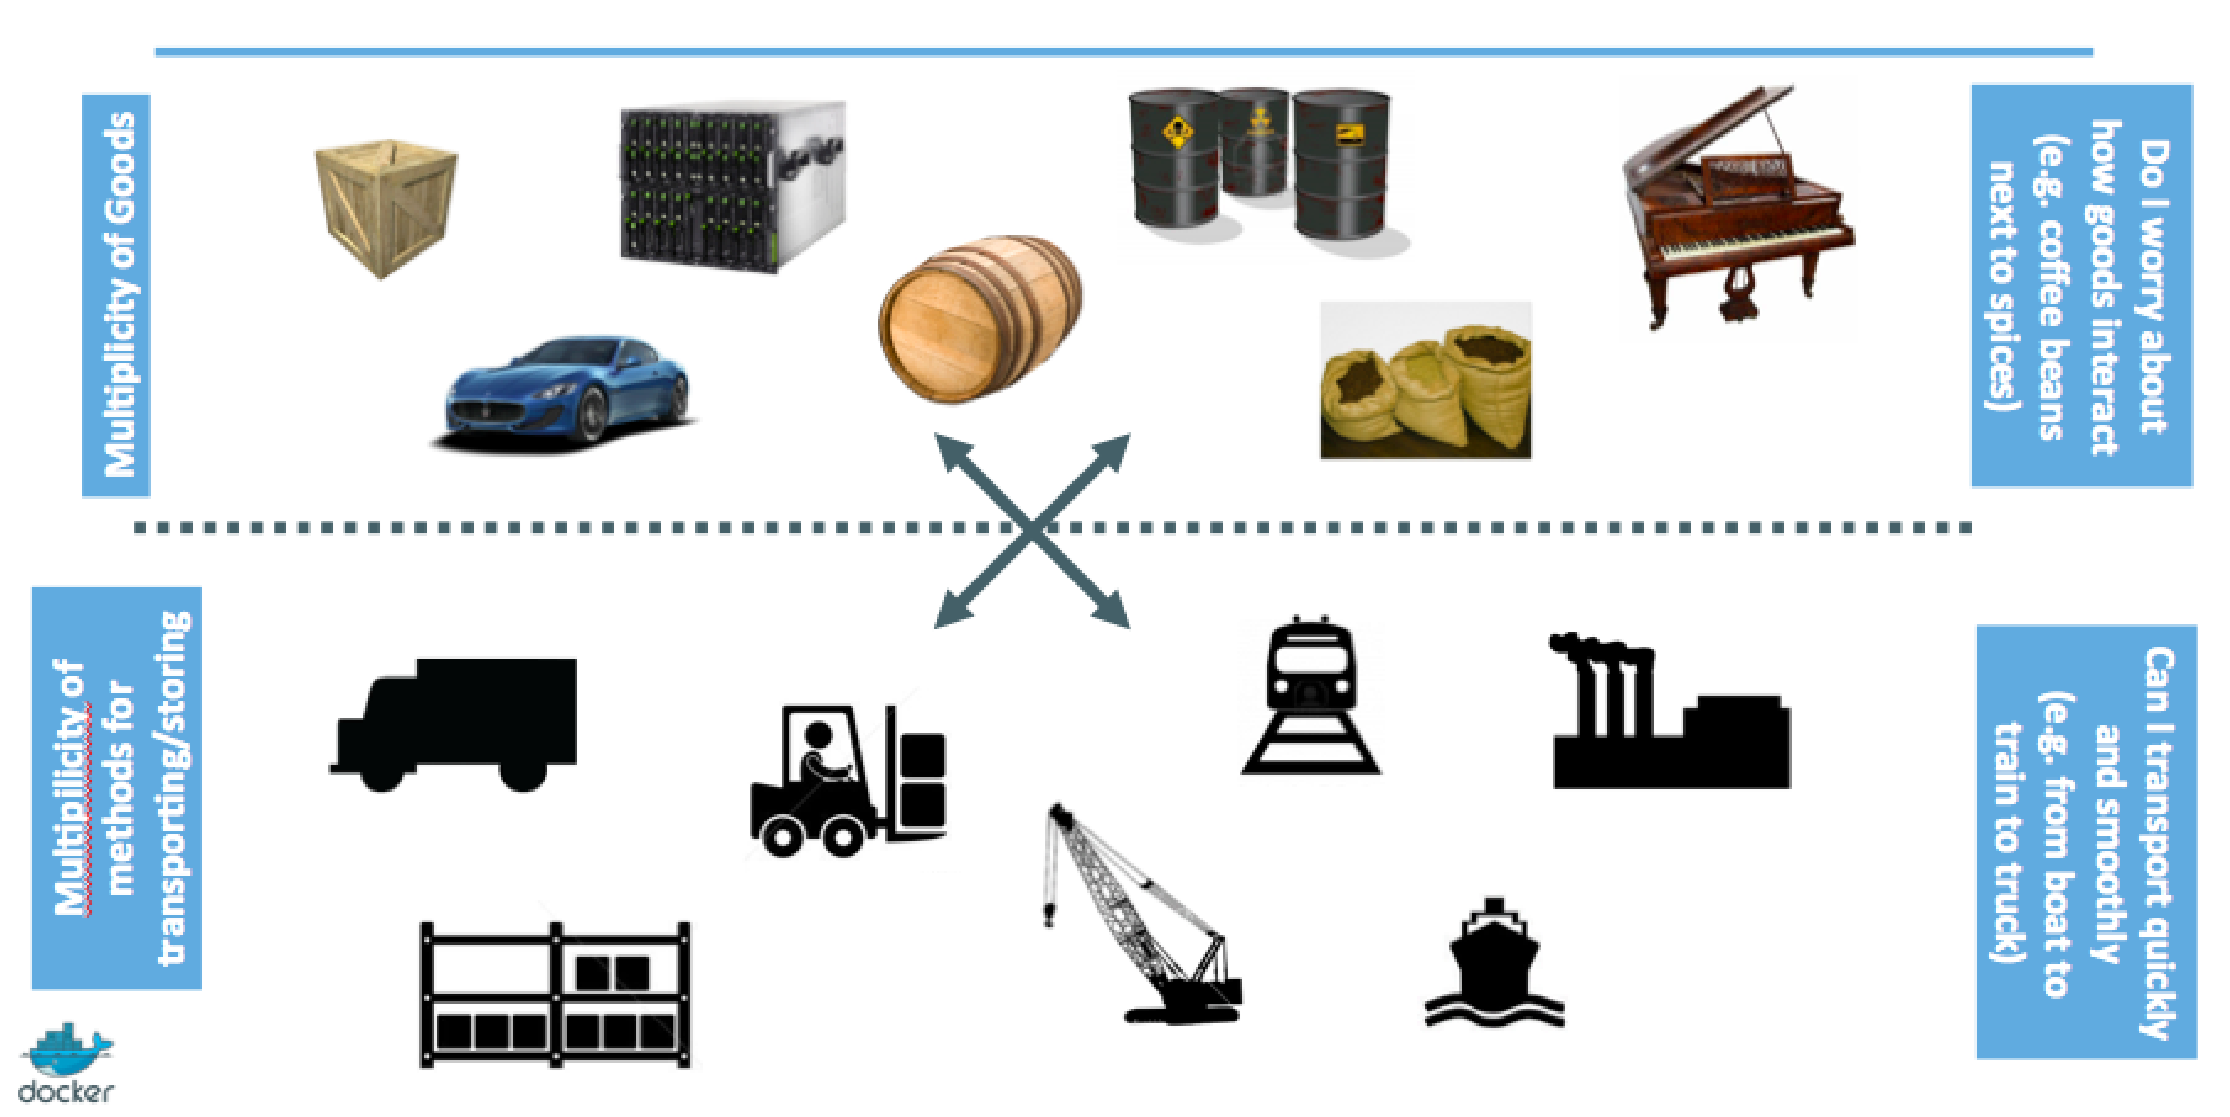 Multiplicity of Goods
Do I worry about
how goods interact
(e.g. coffee beans
next to spices)
Multipilicity of
methods for
transporting/storing
Can I transport quickly
and smoothly
(e.g. from boat to
train to truck)
docker